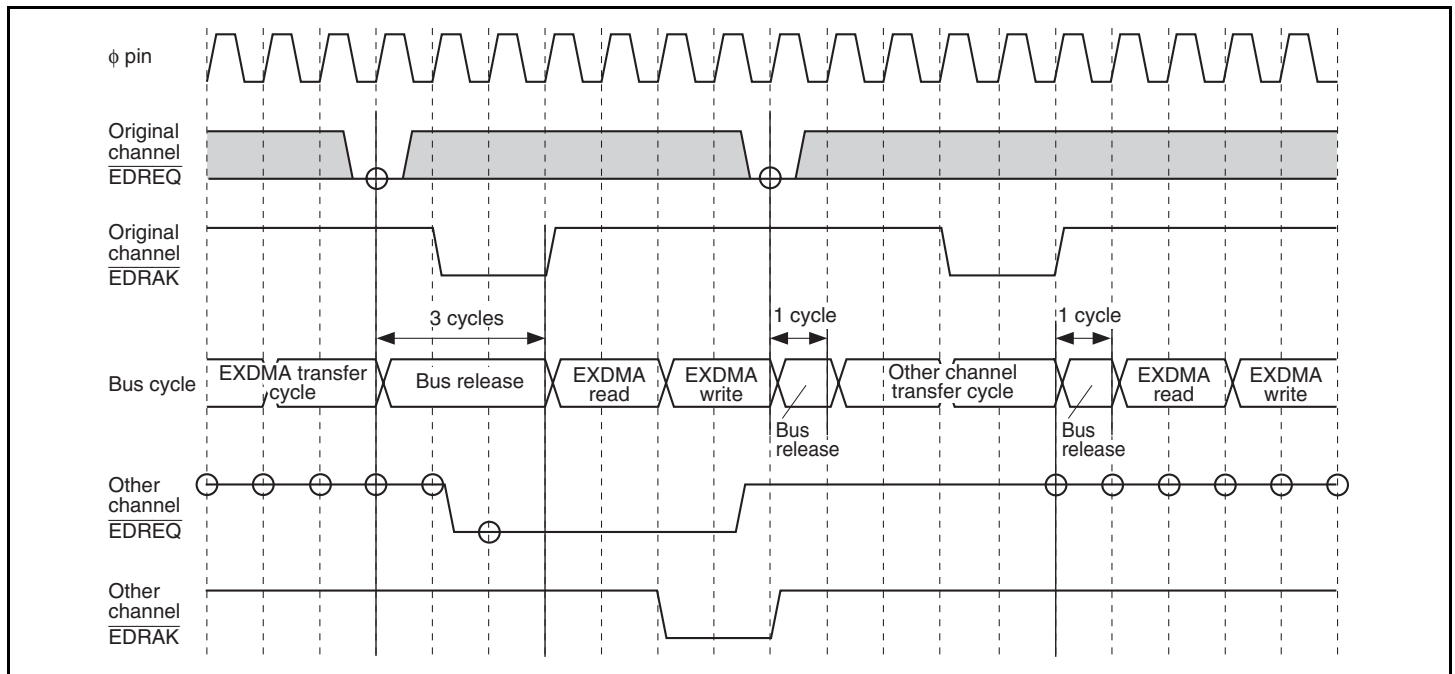 ϕ pin
Original
channel
EDREQ
Original
channel
EDRAK
3 cycles
1 cycle
1 cycle
Bus cycle
EXDMA transfer
cycle
Bus release
EXDMA
read
EXDMA
write
Bus
release
Other channel
transfer cycle
Bus
release
EXDMA
read
EXDMA
write
Other
channel
EDREQ
Other
channel
EDRAK